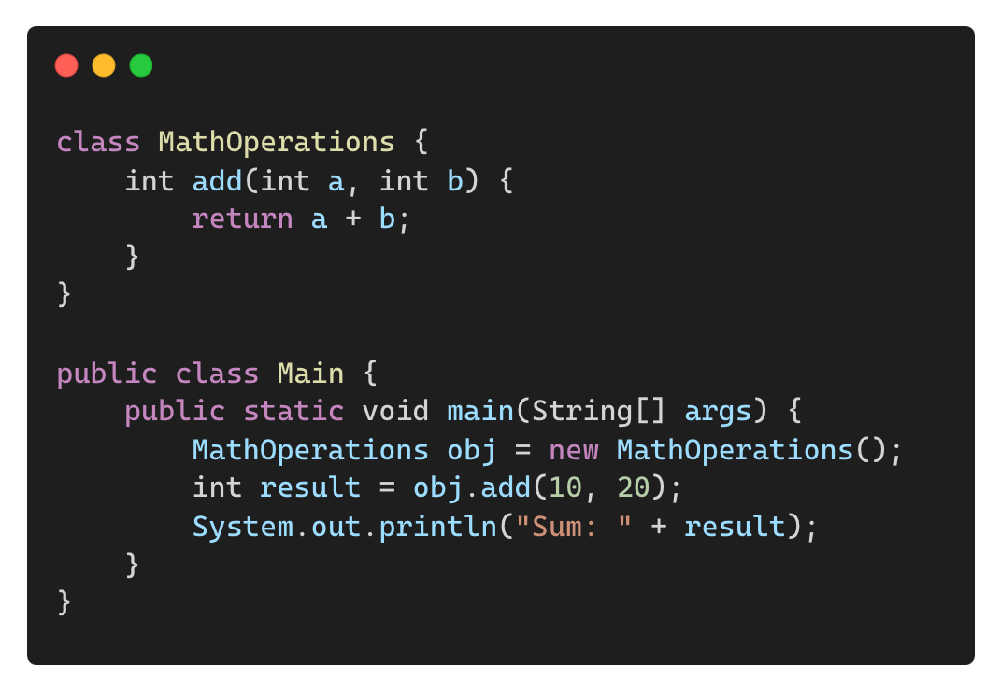 class MathOperations {
    int add(int a, int b) {
        return a + b;
    }
}

public class Main {
    public static void main(String[] args) {
        MathOperations obj = new MathOperations();
        int result = obj.add(10, 20);
        System.out.println("Sum: " + result);
    }
}